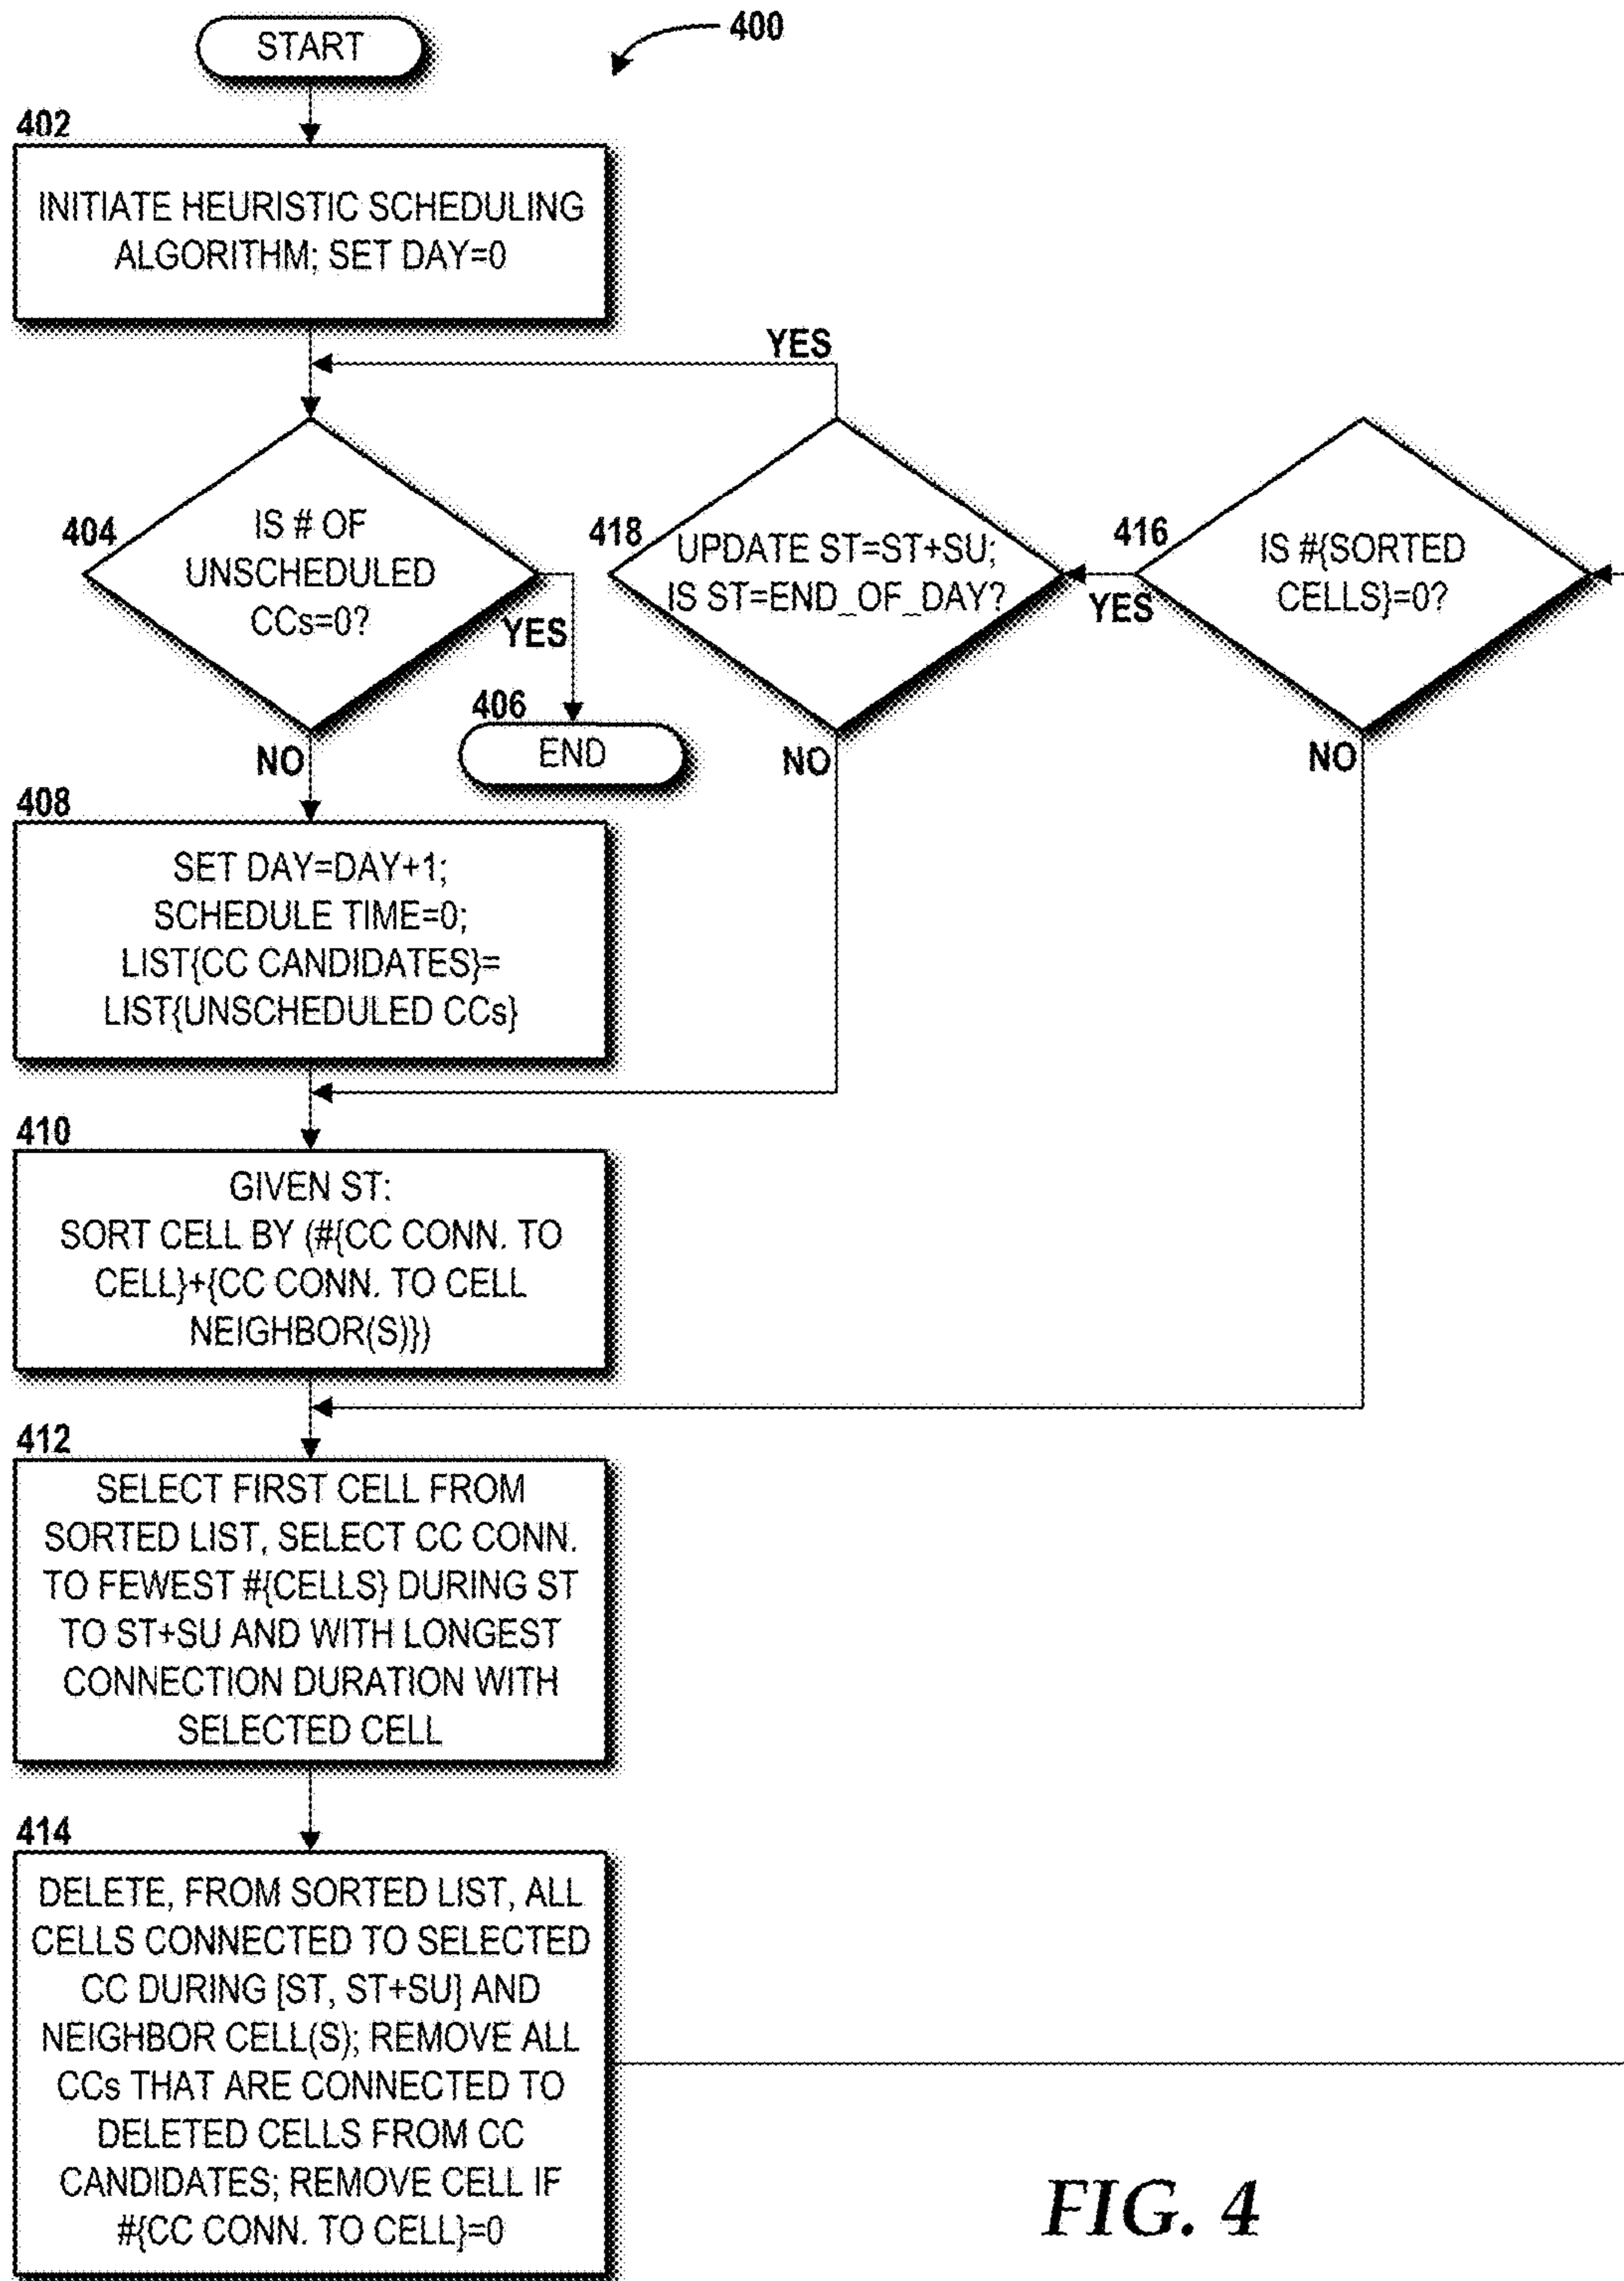 START
400
402
INITIATE HEURISTIC SCHEDULING
ALGORITHM; SET DAY=0
YES
404
IS # OF
UNSCHEDULED
CCs=0?
YES
406
END
NO
418
UPDATE ST=ST+SU;
IS ST=END_OF_DAY?
NO
416
IS #{SORTED
CELLS}=0?
YES
NO
408
SET DAY=DAY+1;
SCHEDULE TIME=0;
LIST{CC CANDIDATES}=
LIST{UNSCHEDULED CCs}
410
GIVEN ST:
SORT CELL BY (#{CC CONN. TO
CELL}+{CC CONN. TO CELL
NEIGHBOR(S)})
412
SELECT FIRST CELL FROM
SORTED LIST, SELECT CC CONN.
TO FEWEST #{CELLS} DURING ST
TO ST+SU AND WITH LONGEST
CONNECTION DURATION WITH
SELECTED CELL
414
DELETE, FROM SORTED LIST, ALL
CELLS CONNECTED TO SELECTED
CC DURING [ST, ST+SU] AND
NEIGHBOR CELL(S); REMOVE ALL
CCs THAT ARE CONNECTED TO
DELETED CELLS FROM CC
CANDIDATES; REMOVE CELL IF
#{CC CONN. TO CELL}=0
FIG. 4